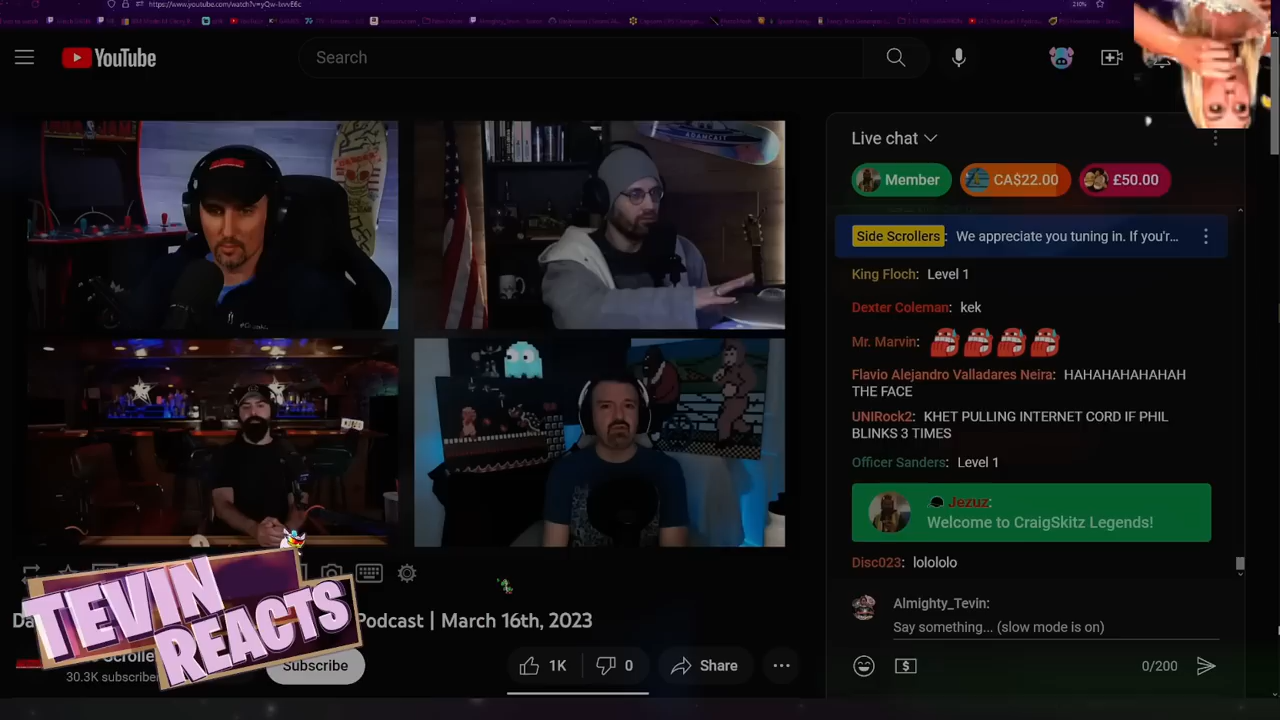 YouTube
Search
Live chat
Member
CA$22.00
£50.00
Side Scrollers: We appreciate you tuning in. If you'r...
King Floch: Level 1
Dexter Coleman: kek
Mr. Marvin:
Flavio Alejandro Valladares Neira: HAHAHAHAHAHAH
THE FACE
UNIRock2: KHET PULLING INTERNET CORD IF PHIL
BLINKS 3 TIMES
Officer Sanders: Level 1
Jezuz:
Welcome to CraigSkitz Legends!
Disc023: lolololo
Podcast | March 16th, 2023
TEVIN
REACTS
30.3K
Subscribe
1K
0
Share
Almighty_Tevin:
Say something... (slow mode is on)
0/200